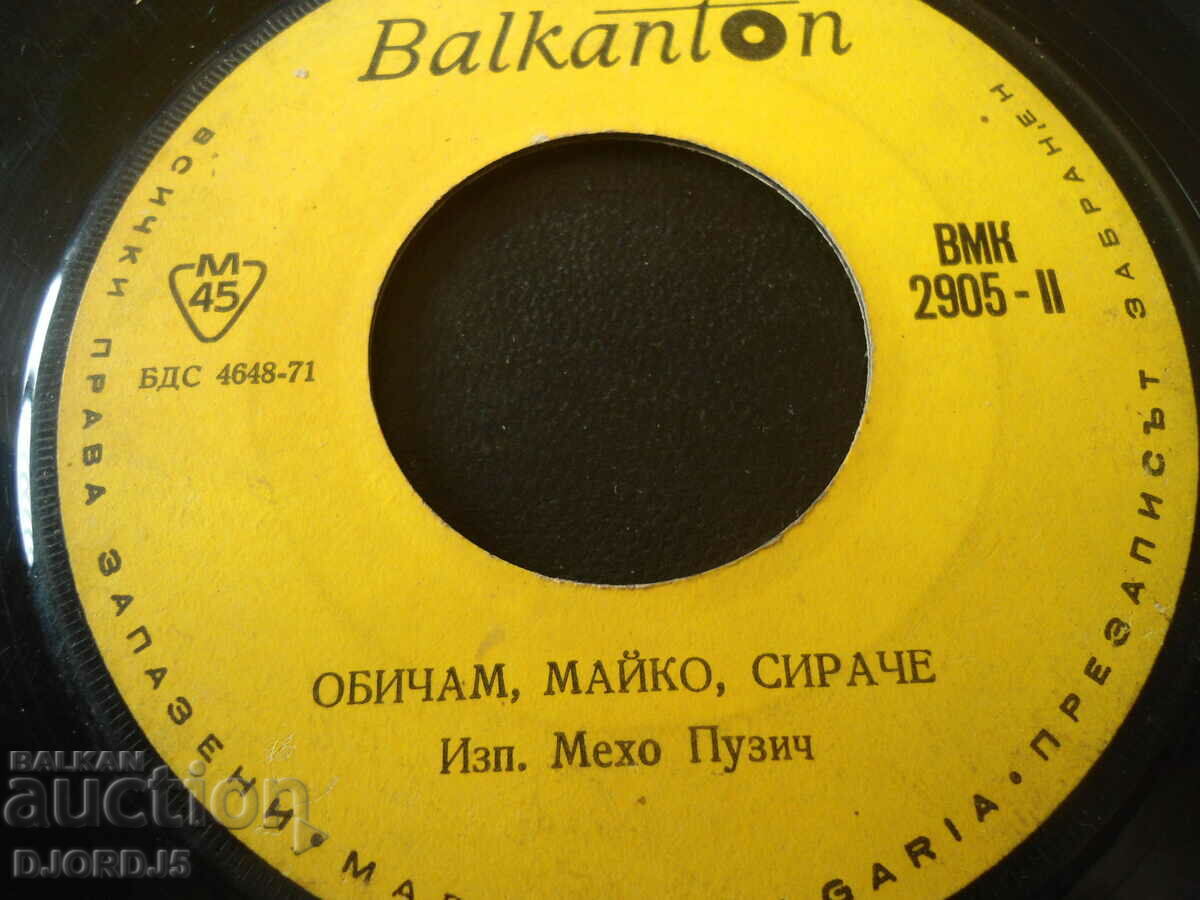 Balkanton
ВСИЧКИ ПРАВА ЗАПАЗЕНИ • MA
GARIA • ПРЕЗАПИСЪТ ЗАБРАНЕН
М
45
БДС 4648-71
ВМК
2905-II
ОБИЧАМ, МАЙКО, СИРАЧЕ
Изп. Мехо Пузич
BALKAN
auction
DJORDJ5